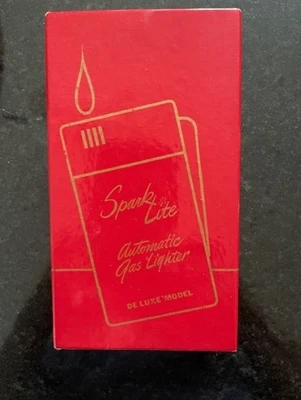 Spark
Lite
Automatic
Gas Lighter
DE LUXE MODEL